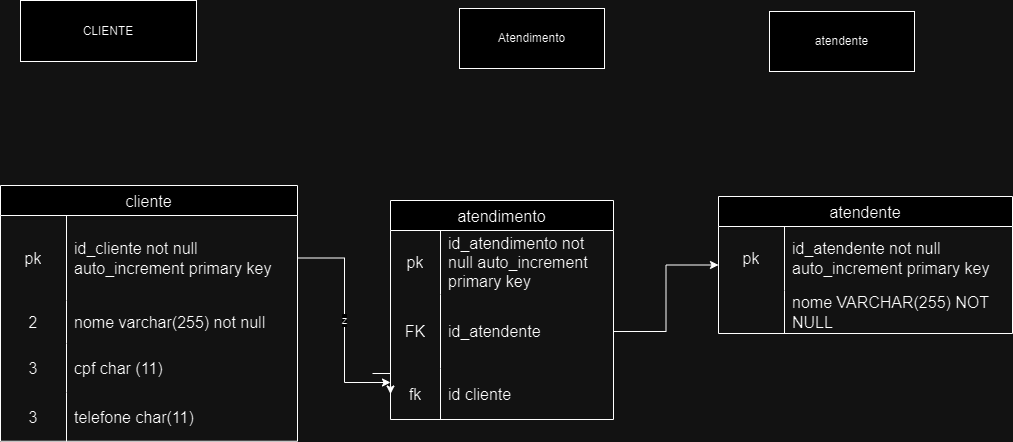 CLIENTE
Atendimento
atendente
cliente
pk
id_cliente not null
auto_increment primary key
2
nome varchar(255) not null
3
cpf char (11)
3
telefone char(11)
z
atendimento
pk
id_atendimento not
null auto_increment
primary key
FK
id_atendente
fk
id cliente
atendente
pk
id_atendente not null
auto_increment primary key
nome VARCHAR(255) NOT
NULL